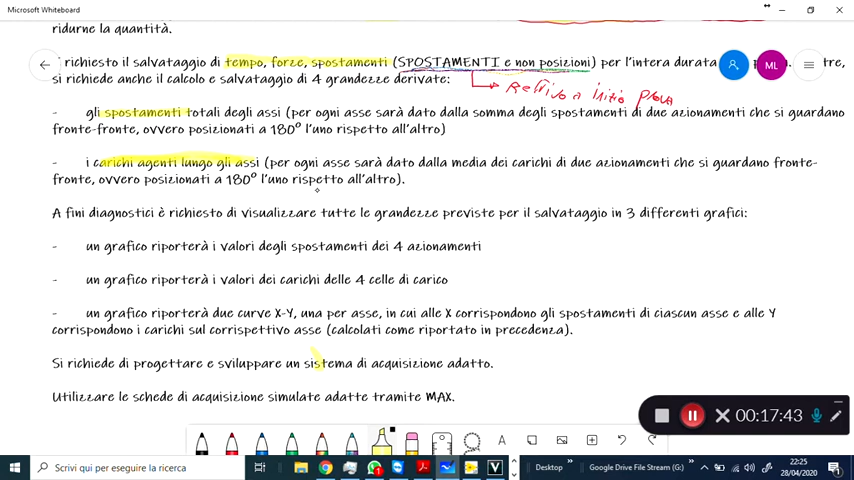 Microsoft Whiteboard
ridurne la quantità.
richiesto il salvataggio di tempo, forze, spostamenti (SPOSTAMENTI e non posizioni) per l'intera durata
si richiede anche il calcolo e salvataggio di 4 grandezze derivate:
Relativo a inizio prova
- gli spostamenti totali degli assi (per ogni asse sarà dato dalla somma degli spostamenti di due azionamenti che si guardano
fronte-fronte, ovvero posizionati a 180° l'uno rispetto all'altro)
- i carichi agenti lungo gli assi (per ogni asse sarà dato dalla media dei carichi di due azionamenti che si guardano fronte-
fronte, ovvero posizionati a 180° l'uno rispetto all'altro).
A fini diagnostici è richiesto di visualizzare tutte le grandezze previste per il salvataggio in 3 differenti grafici:
- un grafico riporterà i valori degli spostamenti dei 4 azionamenti
- un grafico riporterà i valori dei carichi delle 4 celle di carico
- un grafico riporterà due curve X-Y, una per asse, in cui alle X corrispondono gli spostamenti di ciascun asse e alle Y
corrispondono i carichi sul corrispettivo asse (calcolati come riportato in precedenza).
Si richiede di progettare e sviluppare un sistema di acquisizione adatto.
Utilizzare le schede di acquisizione simulate adatte tramite MAX.
ML
00:17:43
Scrivi qui per eseguire la ricerca
Desktop
Google Drive File Stream (G:)
22:25
28/04/2020